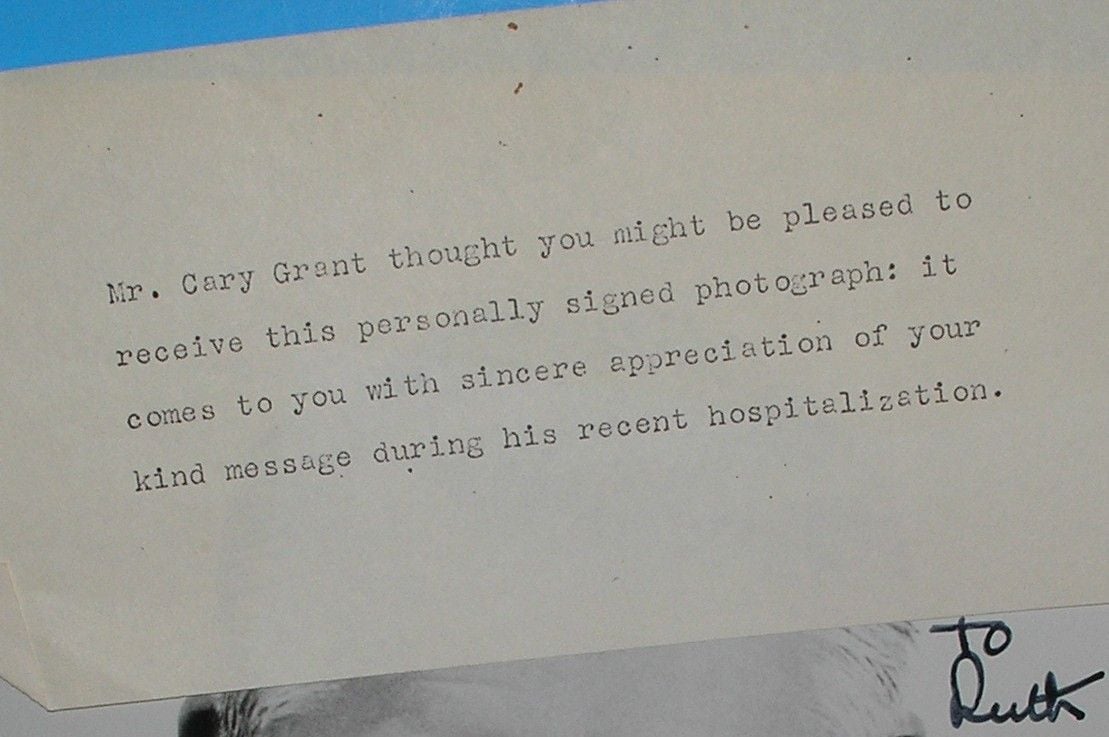 Mr. Cary Grant thought you might be pleased to
receive this personally signed photograph: it
comes to you with sincere appreciation of your
kind message during his recent hospitalization.
To
Ruth